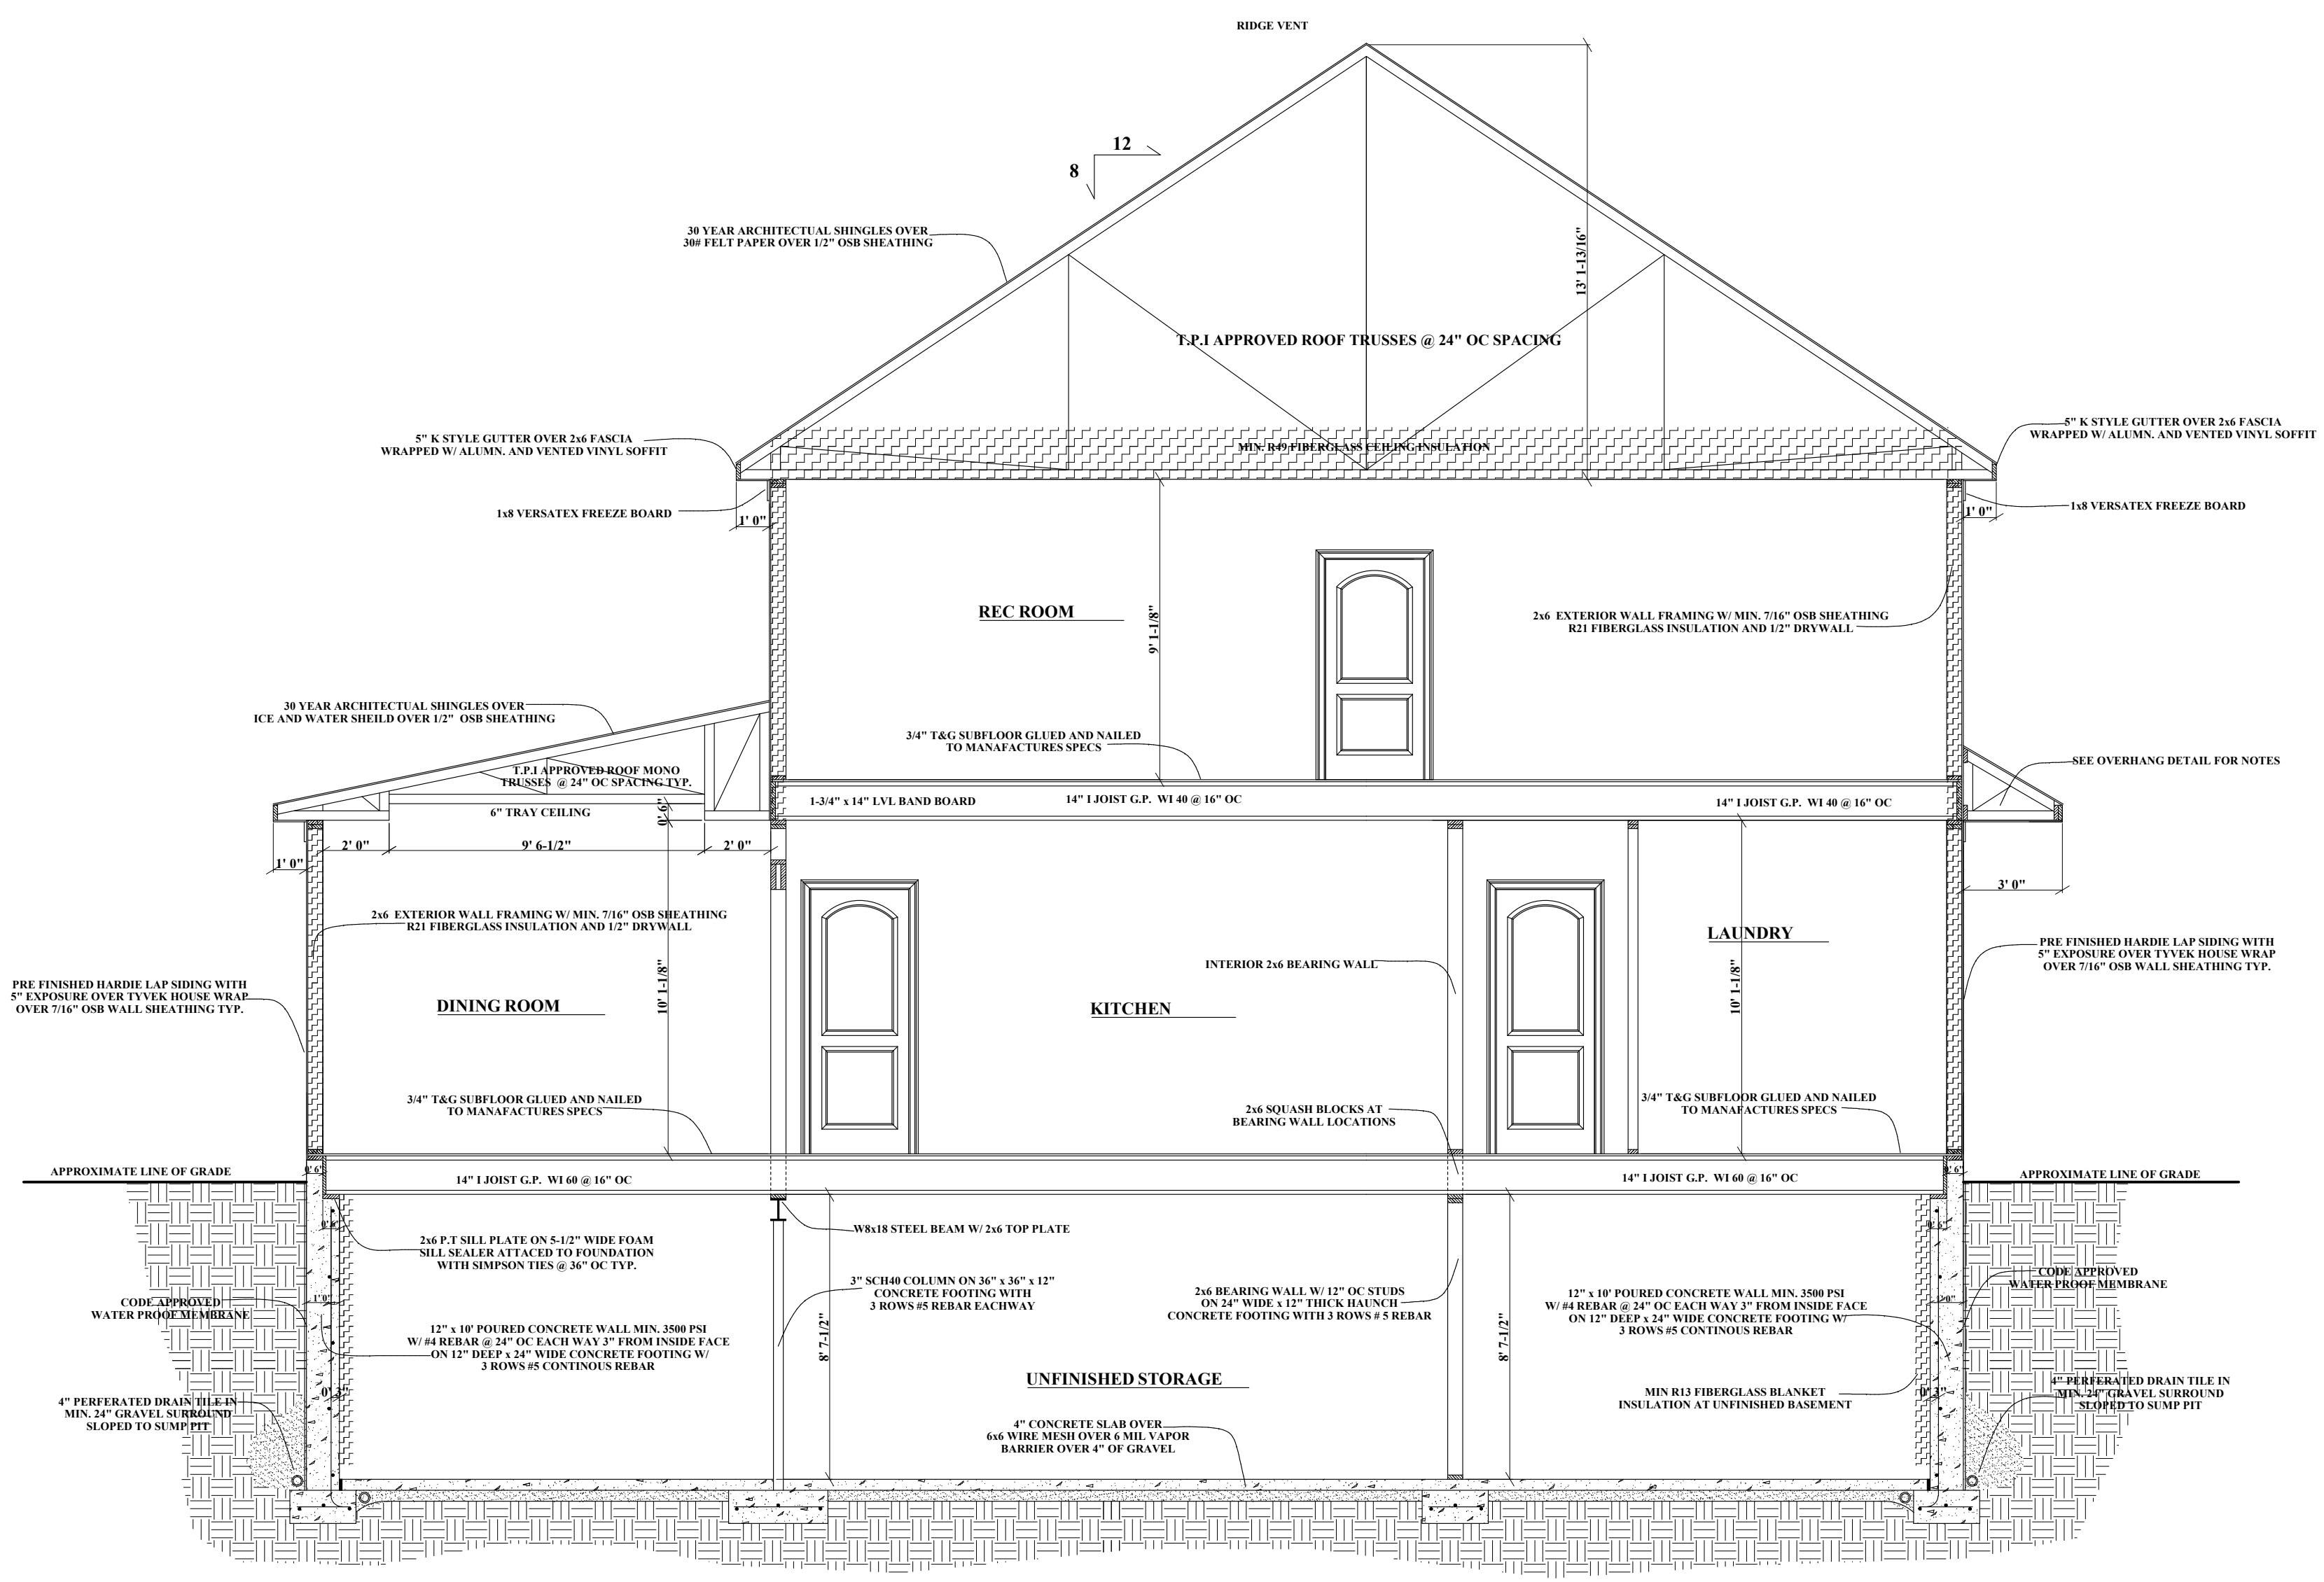 RIDGE VENT
12
8
30 YEAR ARCHITECTUAL SHINGLES OVER
30# FELT PAPER OVER 1/2" OSB SHEATHING
13' 1-13/16"
T.P.I APPROVED ROOF TRUSSES @ 24" OC SPACING
5" K STYLE GUTTER OVER 2x6 FASCIA
WRAPPED W/ ALUMN. AND VENTED VINYL SOFFIT
MIN. R49 FIBERGLASS CEILING INSULATION
5" K STYLE GUTTER OVER 2x6 FASCIA
WRAPPED W/ ALUMN. AND VENTED VINYL SOFFIT
1x8 VERSATEX FREEZE BOARD
1' 0"
1' 0"
1x8 VERSATEX FREEZE BOARD
REC ROOM
9' 1-1/8"
2x6 EXTERIOR WALL FRAMING W/ MIN. 7/16" OSB SHEATHING
R21 FIBERGLASS INSULATION AND 1/2" DRYWALL
30 YEAR ARCHITECTUAL SHINGLES OVER
ICE AND WATER SHEILD OVER 1/2" OSB SHEATHING
3/4" T&G SUBFLOOR GLUED AND NAILED
TO MANAFACTURES SPECS
SEE OVERHANG DETAIL FOR NOTES
T.P.I APPROVED ROOF MONO
TRUSSES @ 24" OC SPACING TYP.
6" TRAY CEILING
0' 6"
1-3/4" x 14" LVL BAND BOARD
14" I JOIST G.P. WI 40 @ 16" OC
14" I JOIST G.P. WI 40 @ 16" OC
1' 0"
2' 0"
9' 6-1/2"
2' 0"
3' 0"
2x6 EXTERIOR WALL FRAMING W/ MIN. 7/16" OSB SHEATHING
R21 FIBERGLASS INSULATION AND 1/2" DRYWALL
LAUNDRY
INTERIOR 2x6 BEARING WALL
PRE FINISHED HARDIE LAP SIDING WITH
5" EXPOSURE OVER TYVEK HOUSE WRAP
OVER 7/16" OSB WALL SHEATHING TYP.
PRE FINISHED HARDIE LAP SIDING WITH
5" EXPOSURE OVER TYVEK HOUSE WRAP
OVER 7/16" OSB WALL SHEATHING TYP.
DINING ROOM
10' 1-1/8"
KITCHEN
10' 1-1/8"
3/4" T&G SUBFLOOR GLUED AND NAILED
TO MANAFACTURES SPECS
2x6 SQUASH BLOCKS AT
BEARING WALL LOCATIONS
3/4" T&G SUBFLOOR GLUED AND NAILED
TO MANAFACTURES SPECS
APPROXIMATE LINE OF GRADE
0' 6"
14" I JOIST G.P. WI 60 @ 16" OC
14" I JOIST G.P. WI 60 @ 16" OC
0' 6"
APPROXIMATE LINE OF GRADE
0' 6"
2x6 P.T SILL PLATE ON 5-1/2" WIDE FOAM
SILL SEALER ATTACED TO FOUNDATION
WITH SIMPSON TIES @ 36" OC TYP.
W8x18 STEEL BEAM W/ 2x6 TOP PLATE
0' 6"
CODE APPROVED
WATER PROOF MEMBRANE
1' 0"
3" SCH40 COLUMN ON 36" x 36" x 12"
CONCRETE FOOTING WITH
3 ROWS #5 REBAR EACHWAY
2x6 BEARING WALL W/ 12" OC STUDS
ON 24" WIDE x 12" THICK HAUNCH
CONCRETE FOOTING WITH 3 ROWS # 5 REBAR
12" x 10' POURED CONCRETE WALL MIN. 3500 PSI
W/ #4 REBAR @ 24" OC EACH WAY 3" FROM INSIDE FACE
ON 12" DEEP x 24" WIDE CONCRETE FOOTING W/
3 ROWS #5 CONTINOUS REBAR
1' 0"
CODE APPROVED
WATER PROOF MEMBRANE
12" x 10' POURED CONCRETE WALL MIN. 3500 PSI
W/ #4 REBAR @ 24" OC EACH WAY 3" FROM INSIDE FACE
ON 12" DEEP x 24" WIDE CONCRETE FOOTING W/
3 ROWS #5 CONTINOUS REBAR
8' 7-1/2"
8' 7-1/2"
UNFINISHED STORAGE
4" PERFERATED DRAIN TILE IN
MIN. 24" GRAVEL SURROUND
SLOPED TO SUMP PIT
0' 3"
MIN R13 FIBERGLASS BLANKET
INSULATION AT UNFINISHED BASEMENT
0' 3"
4" PERFERATED DRAIN TILE IN
MIN. 24" GRAVEL SURROUND
SLOPED TO SUMP PIT
4" CONCRETE SLAB OVER
6x6 WIRE MESH OVER 6 MIL VAPOR
BARRIER OVER 4" OF GRAVEL